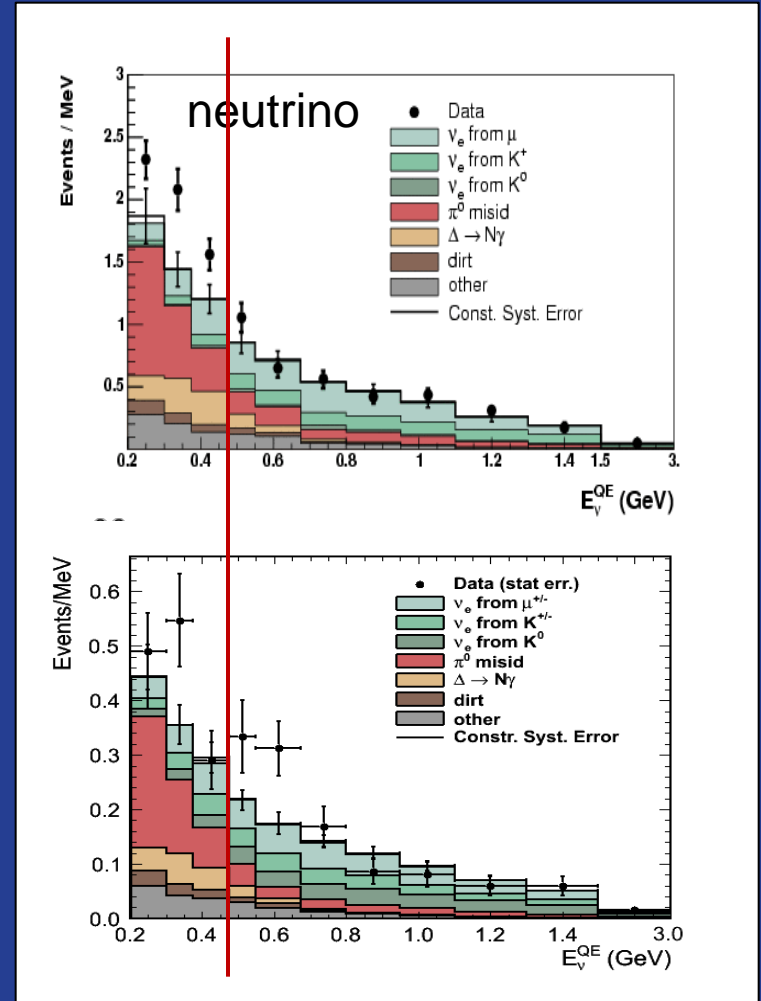 neutrino
Events / MeV
3
2.5
2
1.5
1
0.5
Data
νe from μ
νe from K⁺
νe from K⁰
π⁰ misid
Δ → Nγ
dirt
other
Const. Syst. Error
0.2 0.4 0.6 0.8 1 1.2 1.4 1.5 3.
EνQE (GeV)
Events/MeV
0.6
0.5
0.4
0.3
0.2
0.1
0.0
Data (stat err.)
νe from μ+/-
νe from K+/-
νe from K⁰
π⁰ misid
Δ → Nγ
dirt
other
Constr. Syst. Error
0.2 0.4 0.6 0.8 1.0 1.2 1.4 3.0
EνQE (GeV)